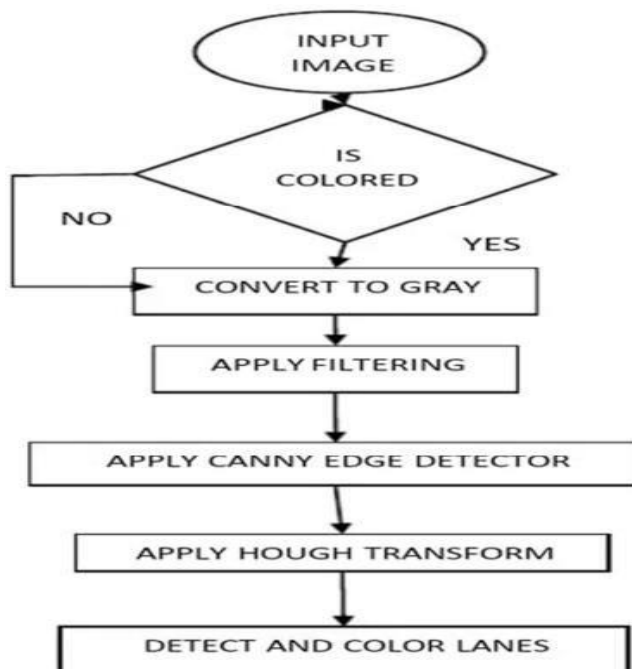 INPUT
IMAGE
IS
COLORED
NO
YES
CONVERT TO GRAY
APPLY FILTERING
APPLY CANNY EDGE DETECTOR
APPLY HOUGH TRANSFORM
DETECT AND COLOR LANES